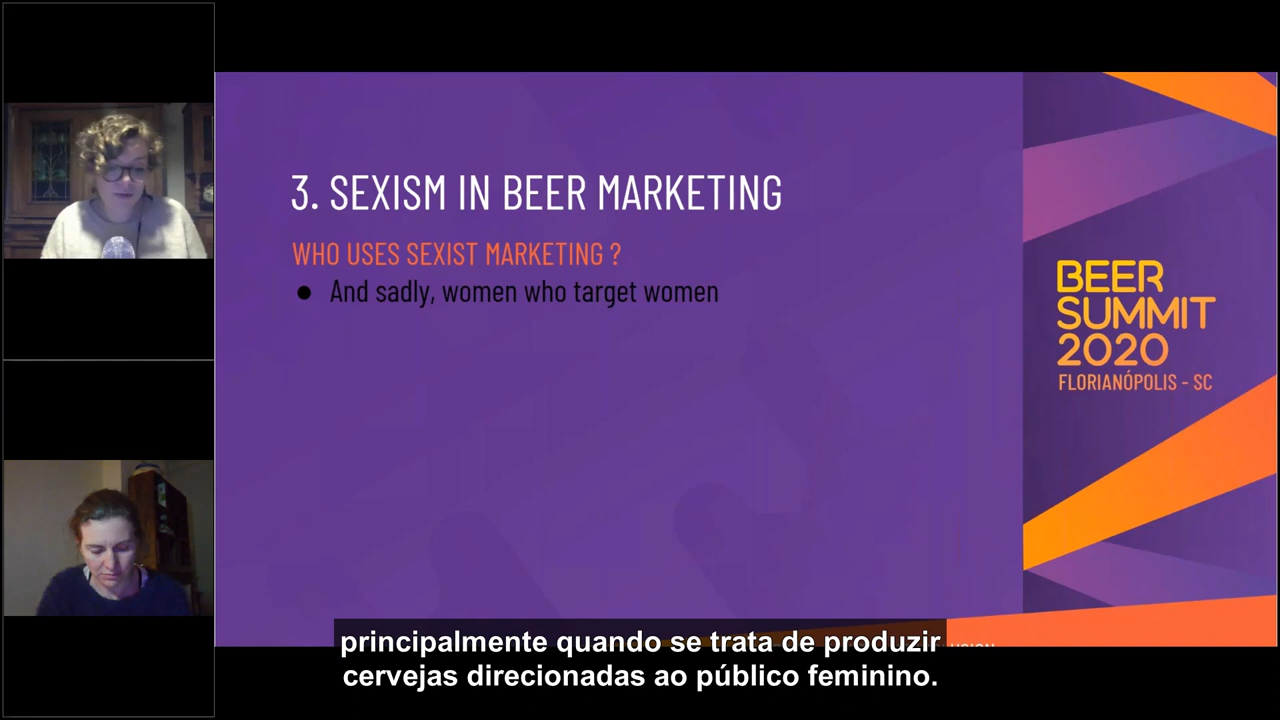 3. SEXISM IN BEER MARKETING
WHO USES SEXIST MARKETING ?
● And sadly, women who target women
BEER
SUMMIT
2020
FLORIANÓPOLIS - SC
principalmente quando se trata de produzir
cervejas direcionadas ao público feminino.